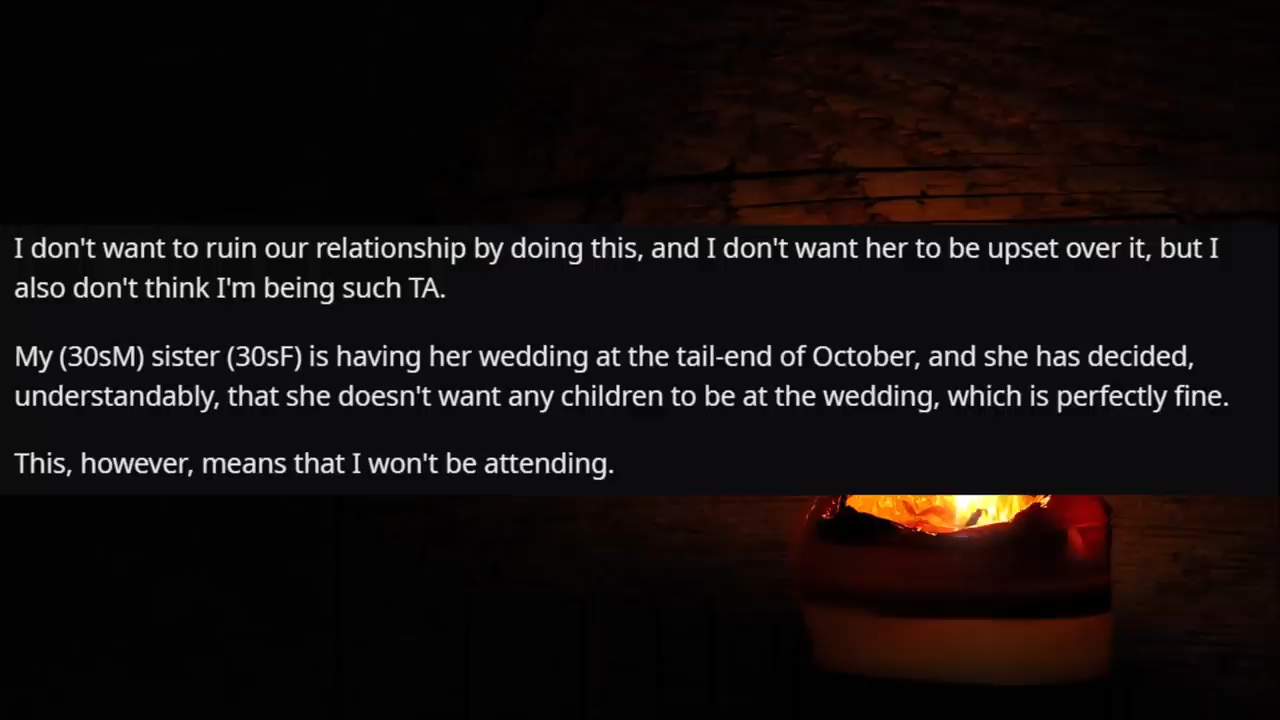 I don't want to ruin our relationship by doing this, and I don't want her to be upset over it, but I
also don't think I'm being such TA.
My (30sM) sister (30sF) is having her wedding at the tail-end of October, and she has decided,
understandably, that she doesn't want any children to be at the wedding, which is perfectly fine.
This, however, means that I won't be attending.